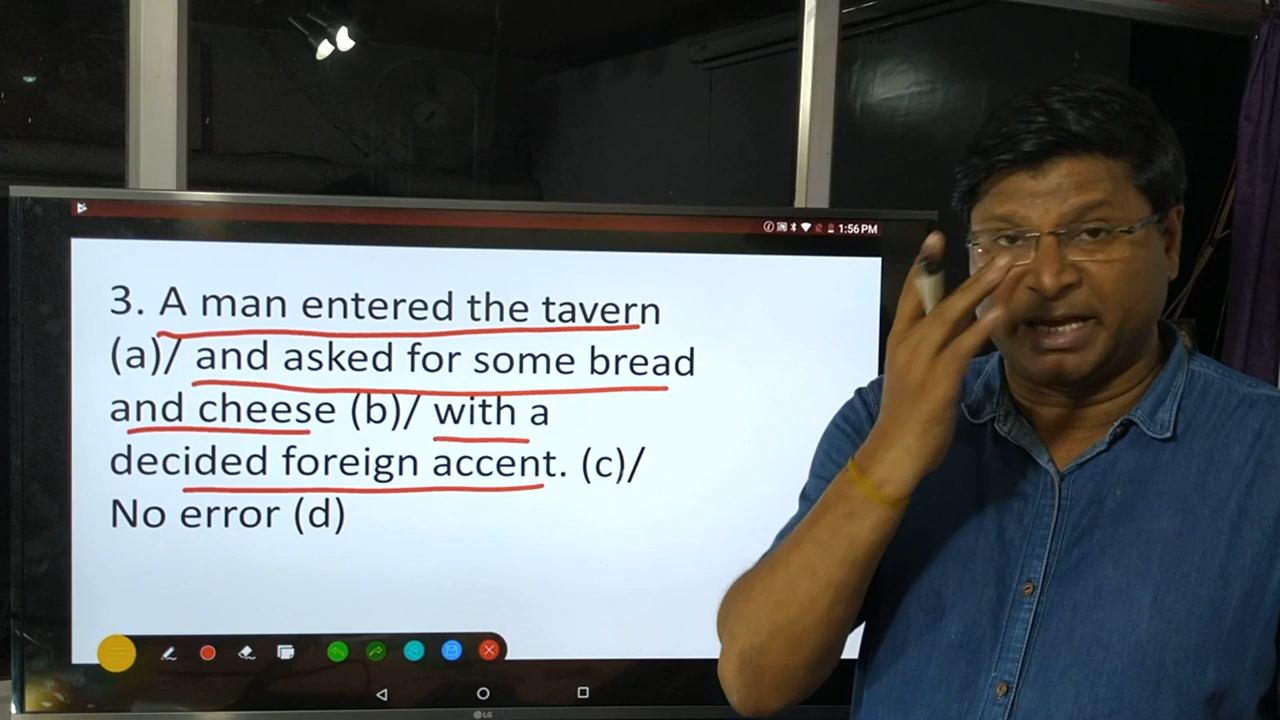 1:56 PM
3. A man entered the tavern
(a)/ and asked for some bread
and cheese (b)/ with a
decided foreign accent. (c)/
No error (d)
LG